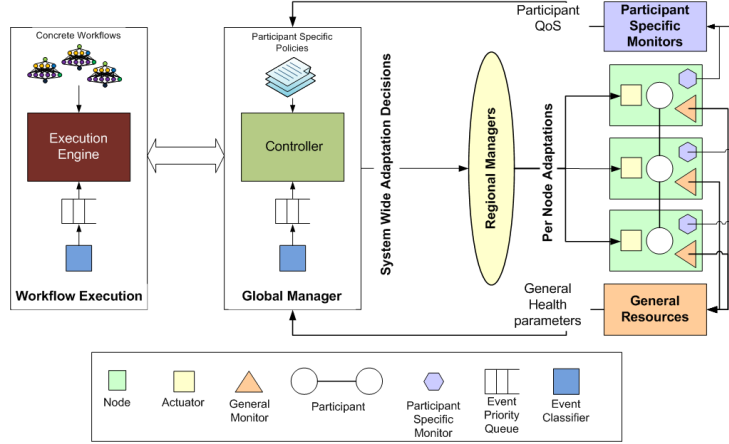 Concrete Workflows
Execution
Engine
Workflow Execution
Participant Specific
Policies
Controller
Global Manager
System Wide Adaptation Decisions
Regional Managers
Per Node Adaptations
Participant
QoS
Participant
Specific
Monitors
General
Health
parameters
General
Resources
Node
Actuator
General
Monitor
Participant
Participant
Specific
Monitor
Event
Priority
Queue
Event
Classifier